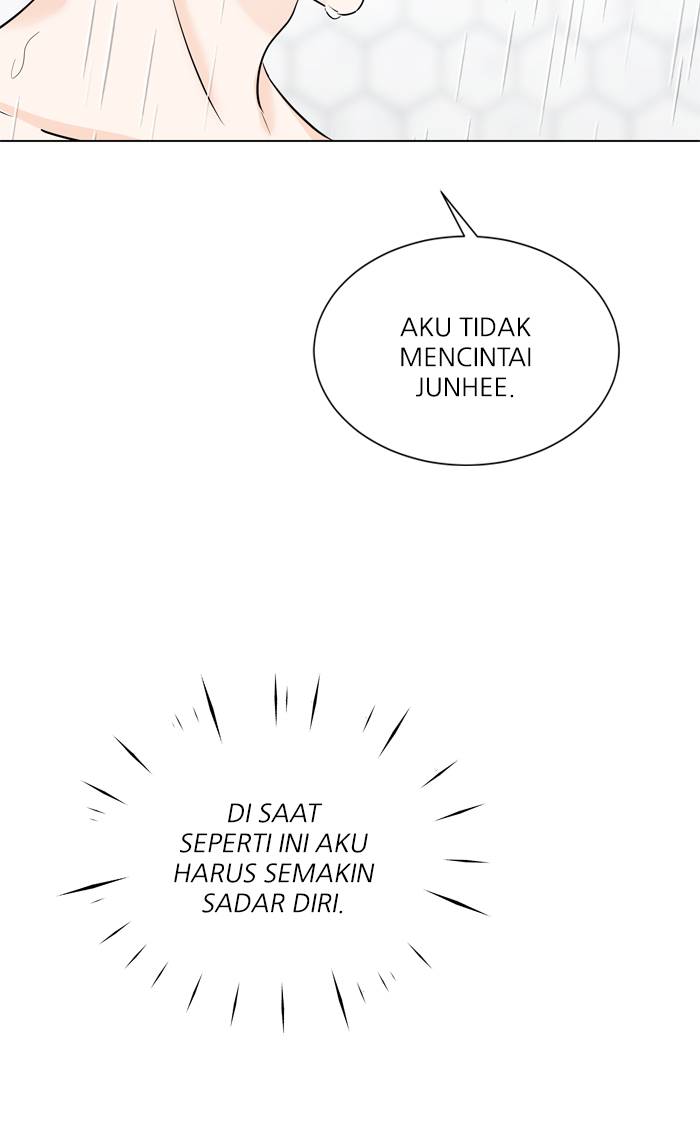 AKU TIDAK
MENCINTAI
JUNHEE.
DI SAAT
SEPERTI INI AKU
HARUS SEMAKIN
SADAR DIRI.